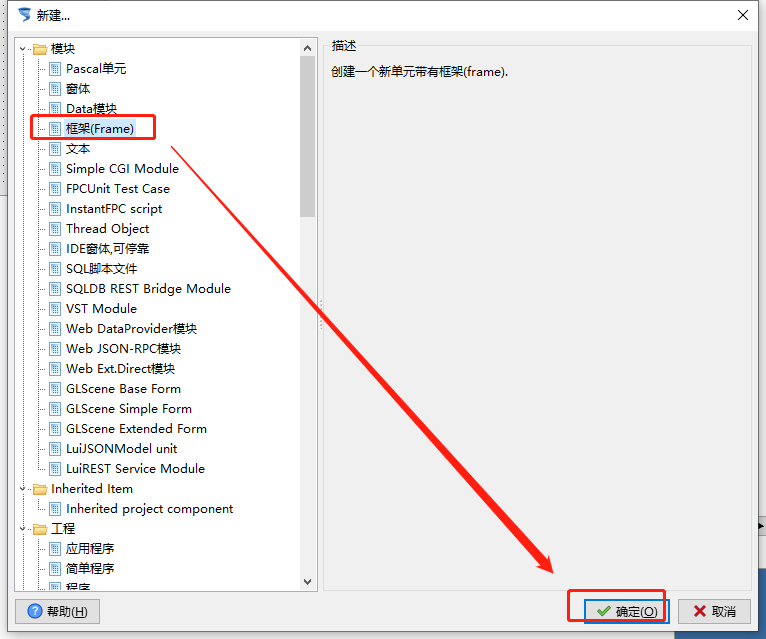 新建...
模块
Pascal单元
窗体
Data模块
框架(Frame)
文本
Simple CGI Module
FPCUnit Test Case
InstantFPC script
Thread Object
IDE窗体,可停靠
SQL脚本文件
SQLDB REST Bridge Module
VST Module
Web DataProvider模块
Web JSON-RPC模块
Web Ext.Direct模块
GLScene Base Form
GLScene Simple Form
GLScene Extended Form
LuiJSONModel unit
LuiREST Service Module
Inherited Item
Inherited project component
工程
应用程序
简单程序
程序
描述
创建一个新单元带有框架(frame).
帮助(H)
确定(O)
取消